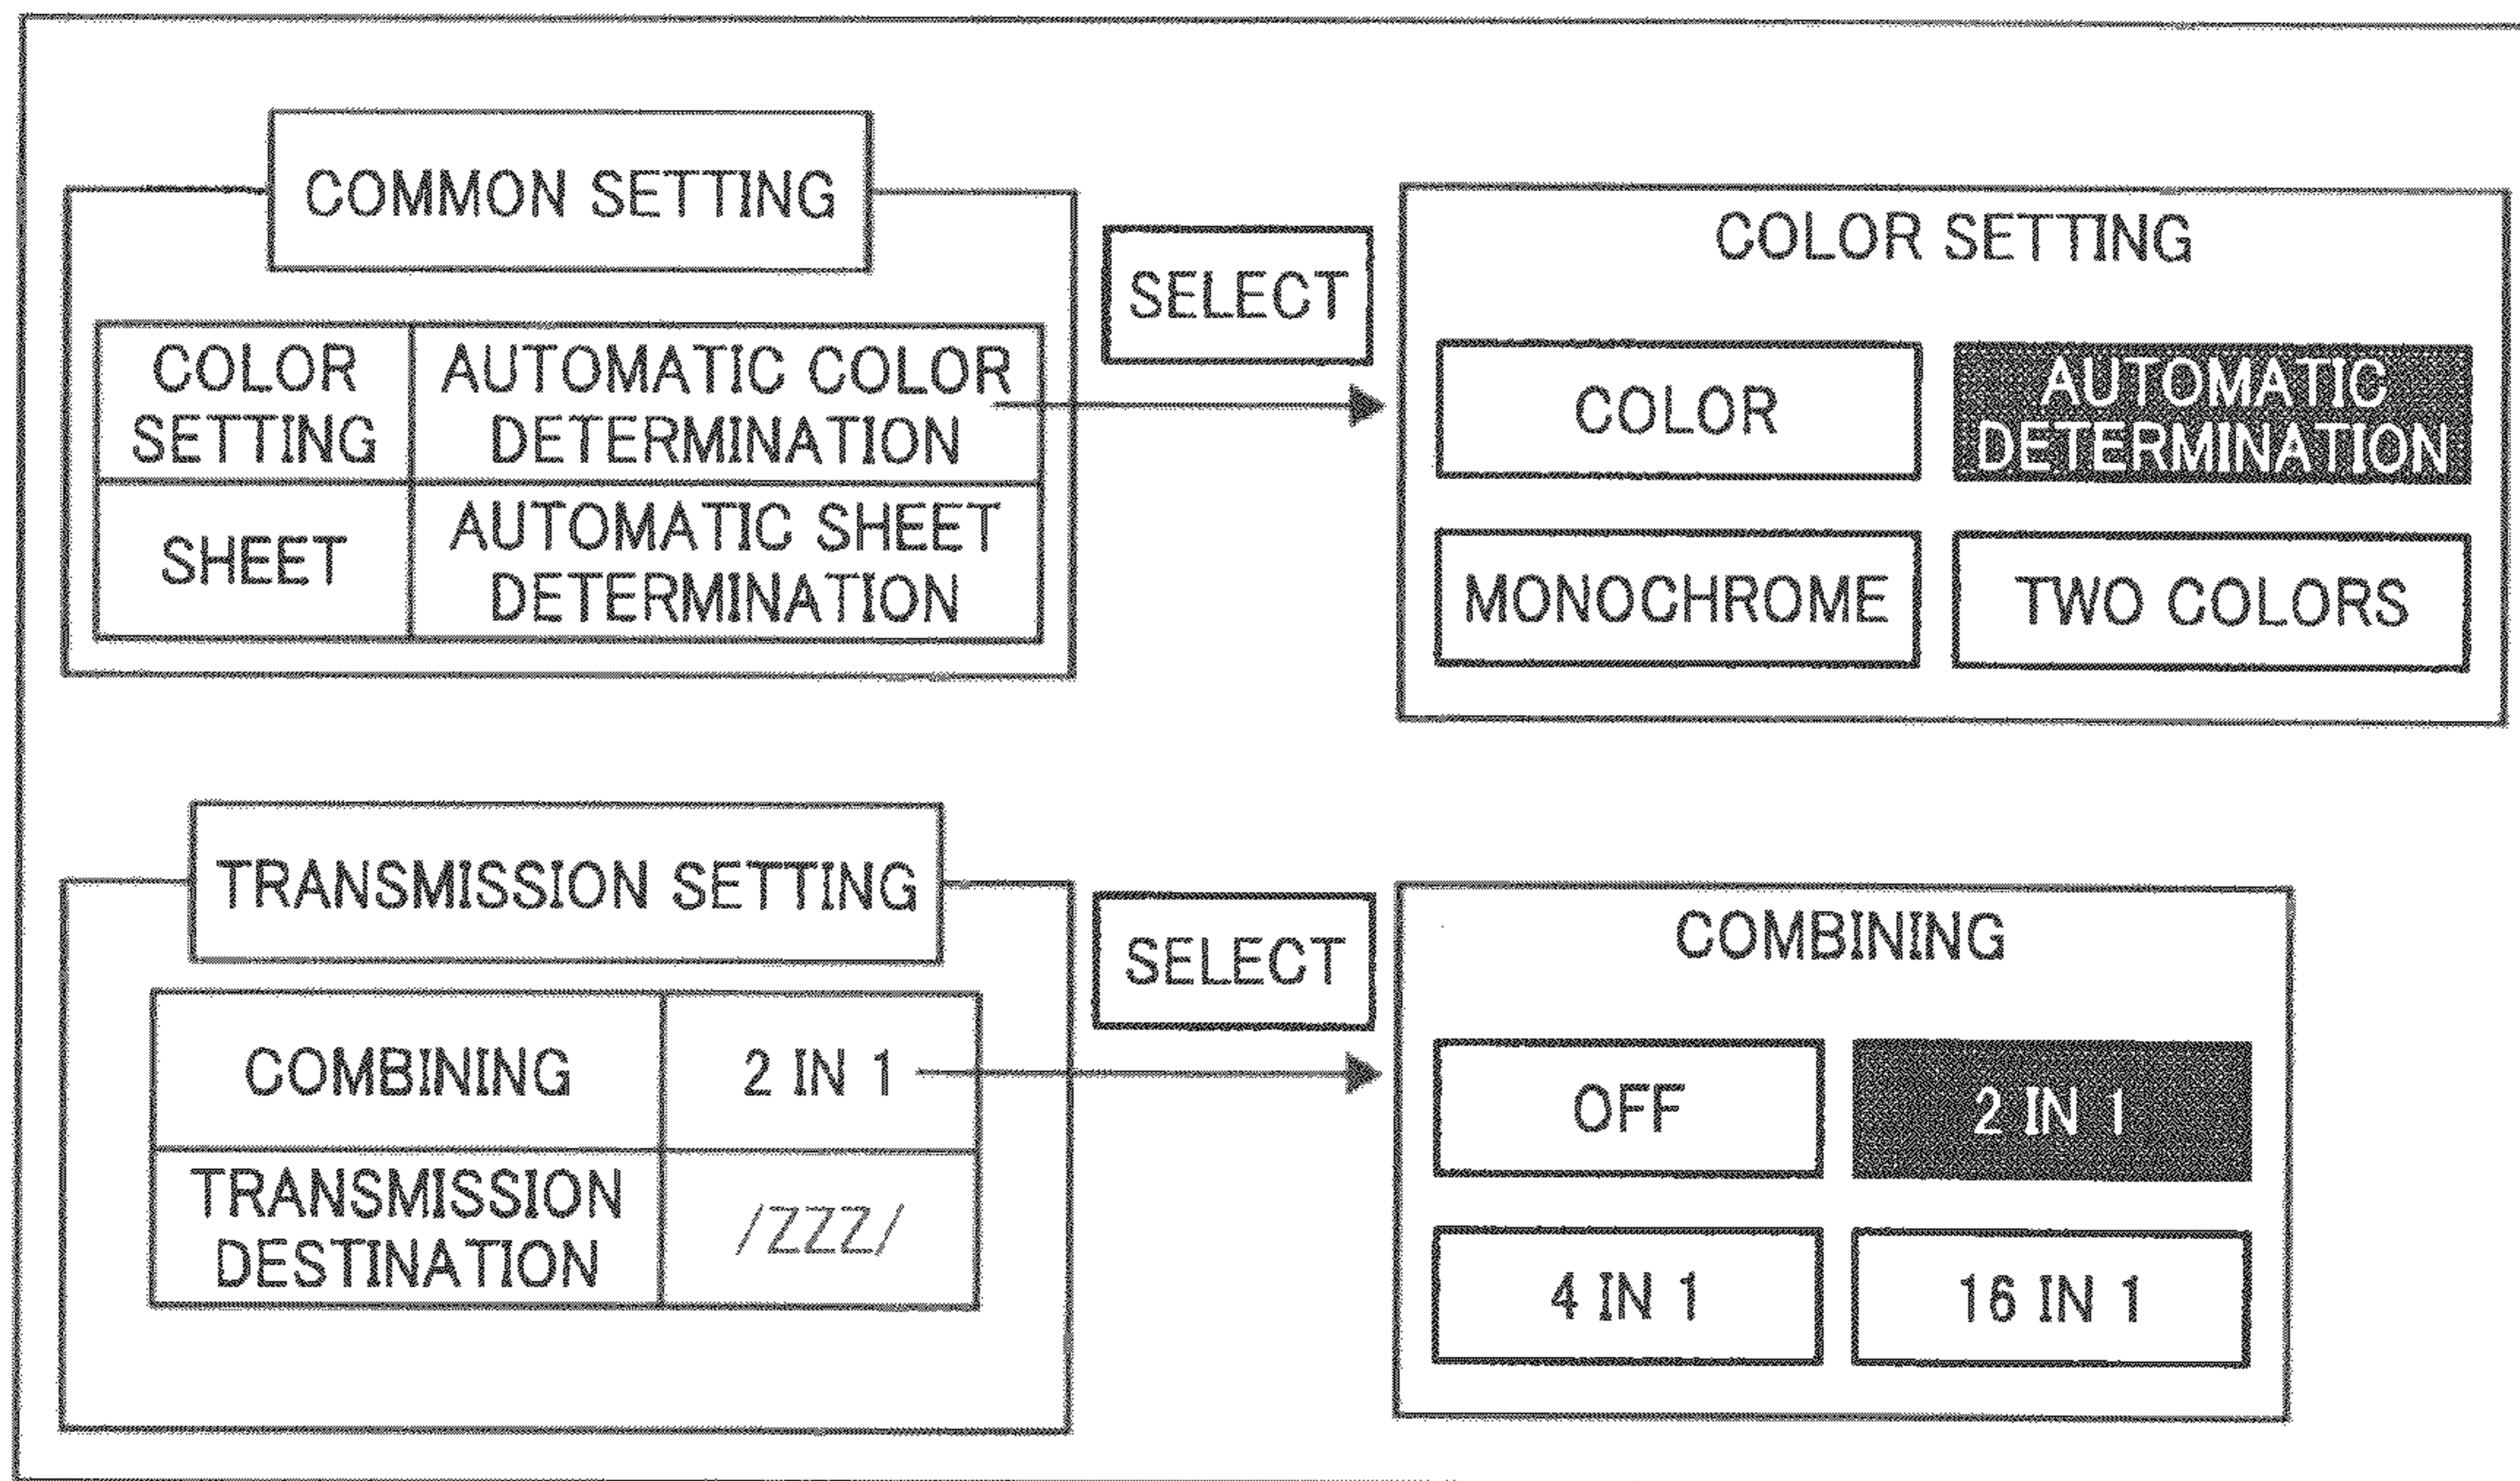 COMMON SETTING
COLOR
SETTING
AUTOMATIC COLOR
DETERMINATION
SHEET
AUTOMATIC SHEET
DETERMINATION
SELECT
COLOR SETTING
COLOR
AUTOMATIC
DETERMINATION
MONOCHROME
TWO COLORS
TRANSMISSION SETTING
COMBINING
2 IN 1
TRANSMISSION
DESTINATION
/ZZZ/
SELECT
COMBINING
OFF
2 IN 1
4 IN 1
16 IN 1